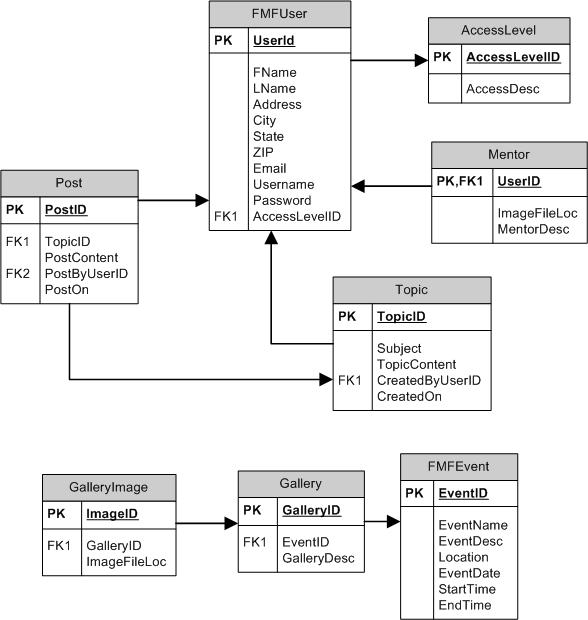 FMFUser
PK UserId
FName
LName
Address
City
State
ZIP
Email
Username
Password
FK1 AccessLevelID
AccessLevel
PK AccessLevelID
AccessDesc
Mentor
PK,FK1 UserID
ImageFileLoc
MentorDesc
Post
PK PostID
FK1 TopicID
PostContent
FK2 PostByUserID
PostOn
Topic
PK TopicID
Subject
TopicContent
FK1 CreatedByUserID
CreatedOn
GalleryImage
PK ImageID
FK1 GalleryID
ImageFileLoc
Gallery
PK GalleryID
FK1 EventID
GalleryDesc
FMFEvent
PK EventID
EventName
EventDesc
Location
EventDate
StartTime
EndTime